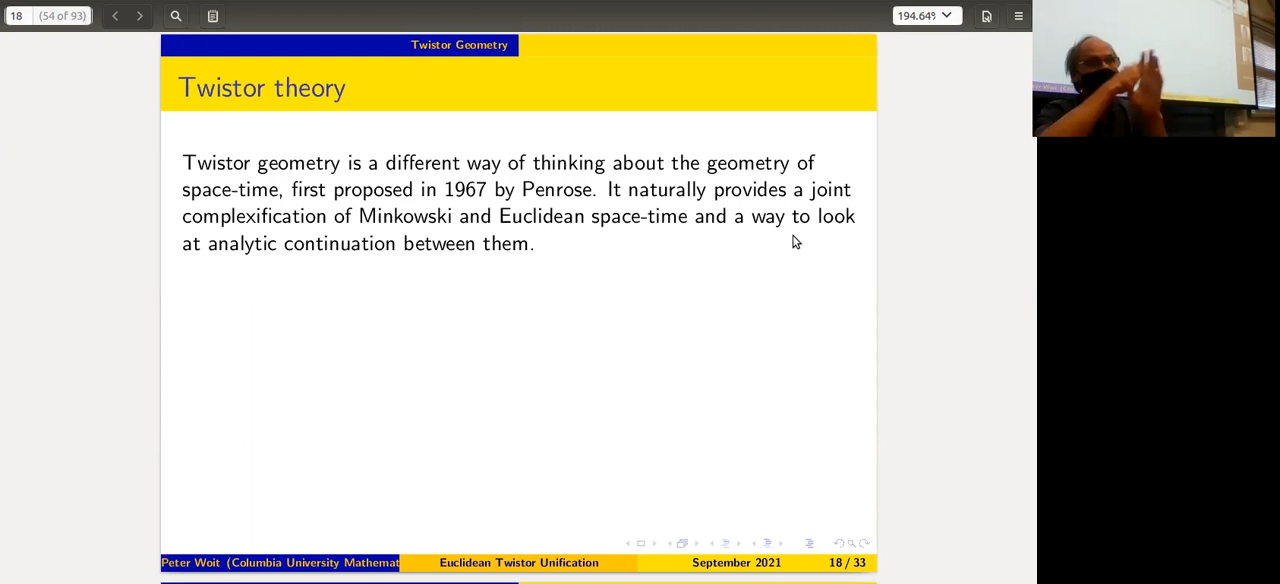 18 (54 of 93)
194.64%
Twistor Geometry
Twistor theory
Twistor geometry is a different way of thinking about the geometry of
space-time, first proposed in 1967 by Penrose. It naturally provides a joint
complexification of Minkowski and Euclidean space-time and a way to look
at analytic continuation between them.
Peter Woit (Columbia University Mathemat Euclidean Twistor Unification September 2021 18 / 33